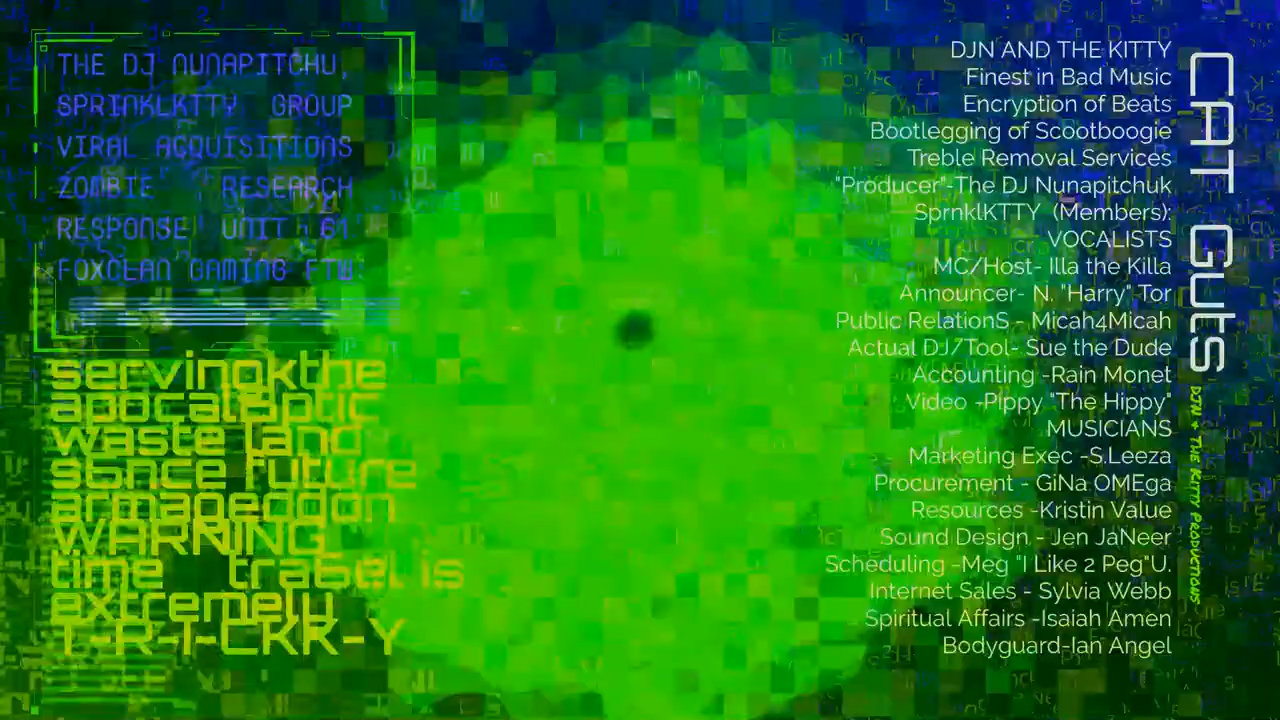 THE DJ NUNAPITCHU,
SPRINKLKTTY GROUP
VIRAL ACQUISITIONS
ZOMBIE RESEARCH
RESPONSE UNIT 61
FOXCLAN GAMING FTW
servingkthe
apocalpptic
waste land
s6nce future
armageddon
WARNING
time trabel is
extremely
T-R-I-CKK-Y
DJN AND THE KITTY
Finest in Bad Music
Encryption of Beats
Bootlegging of Scootboogie
Treble Removal Services
"Producer"-The DJ Nunapitchuk
SprnklKTTY (Members):
VOCALISTS
MC/Host- Illa the Killa
Announcer- N. "Harry" Tor
Public RelationS - Micah4Micah
Actual DJ/Tool- Sue the Dude
Accounting -Rain Monet
Video -Pippy "The Hippy"
MUSICIANS
Marketing Exec -S.Leeza
Procurement - GiNa OMEga
Resources -Kristin Value
Sound Design - Jen JaNeer
Scheduling -Meg "I Like 2 Peg"U.
Internet Sales - Sylvia Webb
Spiritual Affairs -Isaiah Amen
Bodyguard-Ian Angel
CAT Guts
DJN + The Kitty Productions